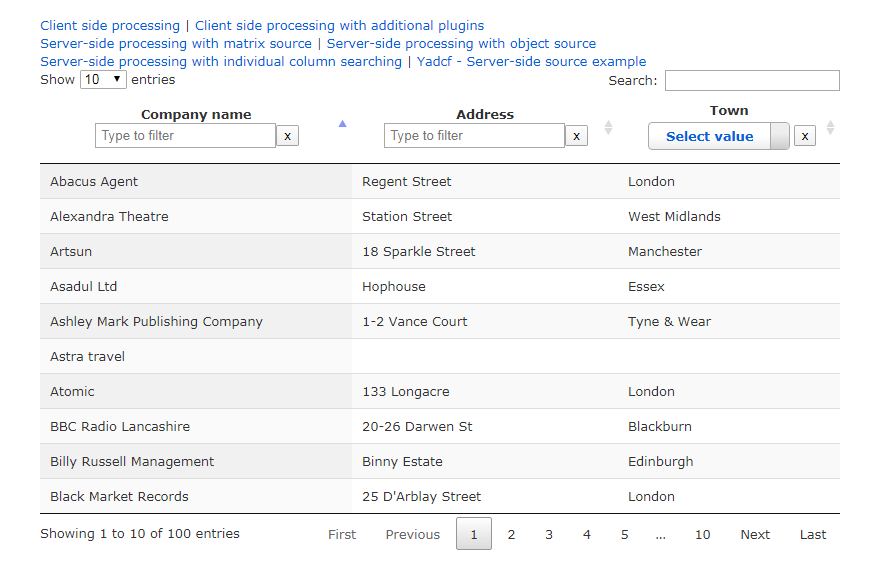 Client side processing | Client side processing with additional plugins
Server-side processing with matrix source | Server-side processing with object source
Server-side processing with individual column searching | Yadcf - Server-side source example
Show 10 entries Search:
Company name Address Town
Type to filter x Type to filter x Select value x
Abacus Agent Regent Street London
Alexandra Theatre Station Street West Midlands
Artsun 18 Sparkle Street Manchester
Asadul Ltd Hophouse Essex
Ashley Mark Publishing Company 1-2 Vance Court Tyne & Wear
Astra travel
Atomic 133 Longacre London
BBC Radio Lancashire 20-26 Darwen St Blackburn
Billy Russell Management Binny Estate Edinburgh
Black Market Records 25 D'Arblay Street London
Showing 1 to 10 of 100 entries First Previous 1 2 3 4 5 ... 10 Next Last